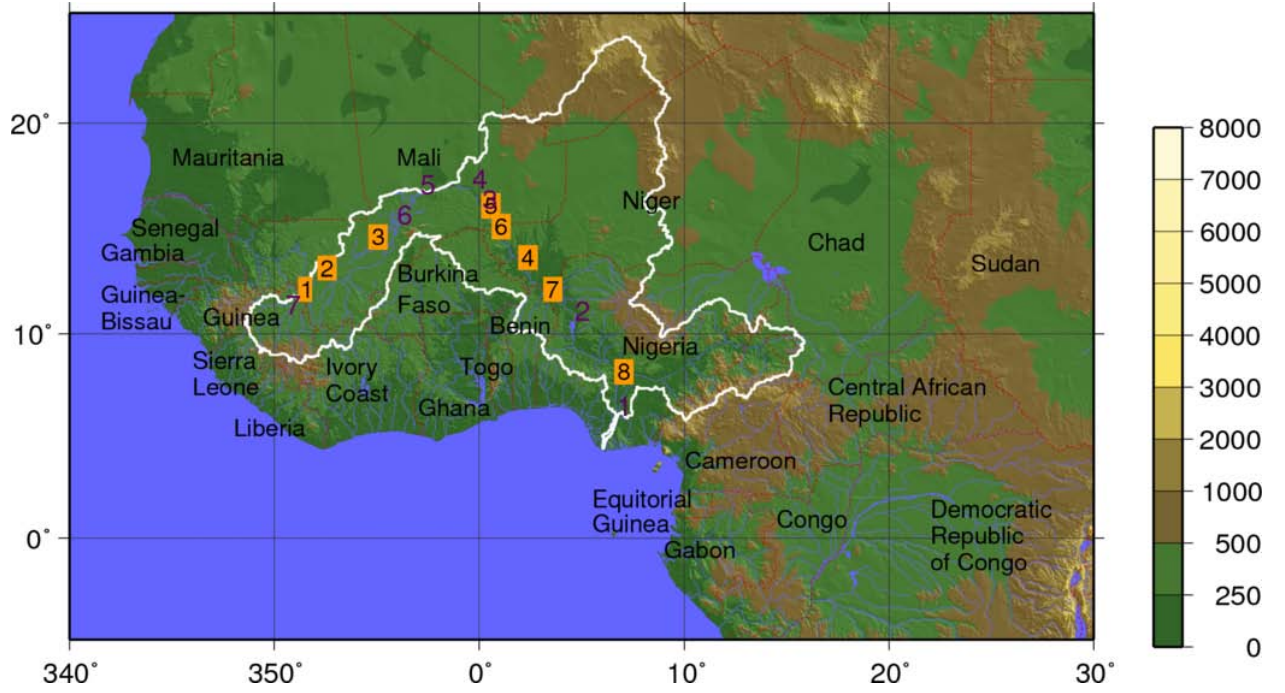 20˚
10˚
0˚
Mauritania
Mali
Niger
Chad
Sudan
Senegal
Gambia
Guinea-
Bissau
Guinea
Burkina
Faso
Benin
Nigeria
Sierra
Leone
Ivory
Coast
Togo
Ghana
Liberia
Central African
Republic
Cameroon
Equitorial
Guinea
Gabon
Congo
Democratic
Republic
of Congo
5
4
3
5
6
6
3
4
2
1
7
7
2
8
1
340˚
350˚
0˚
10˚
20˚
30˚
8000
7000
6000
5000
4000
3000
2000
1000
500
250
0